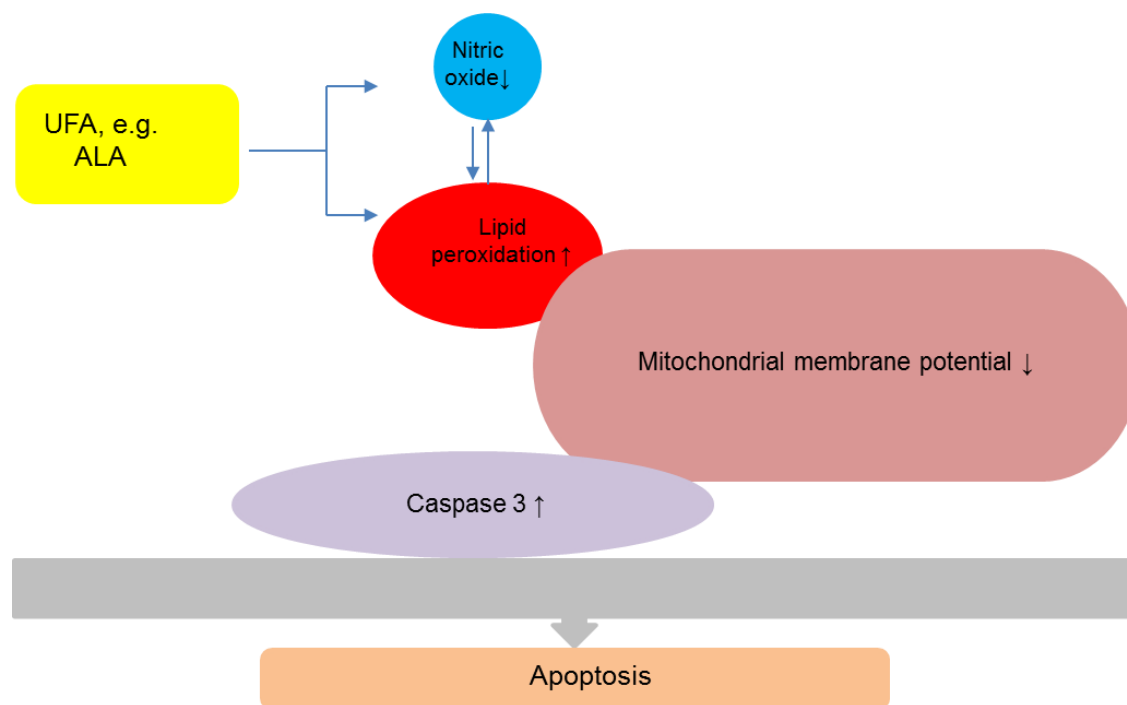 Nitric
oxide↓
UFA, e.g.
ALA
Lipid
peroxidation ↑
Mitochondrial membrane potential ↓
Caspase 3 ↑
Apoptosis